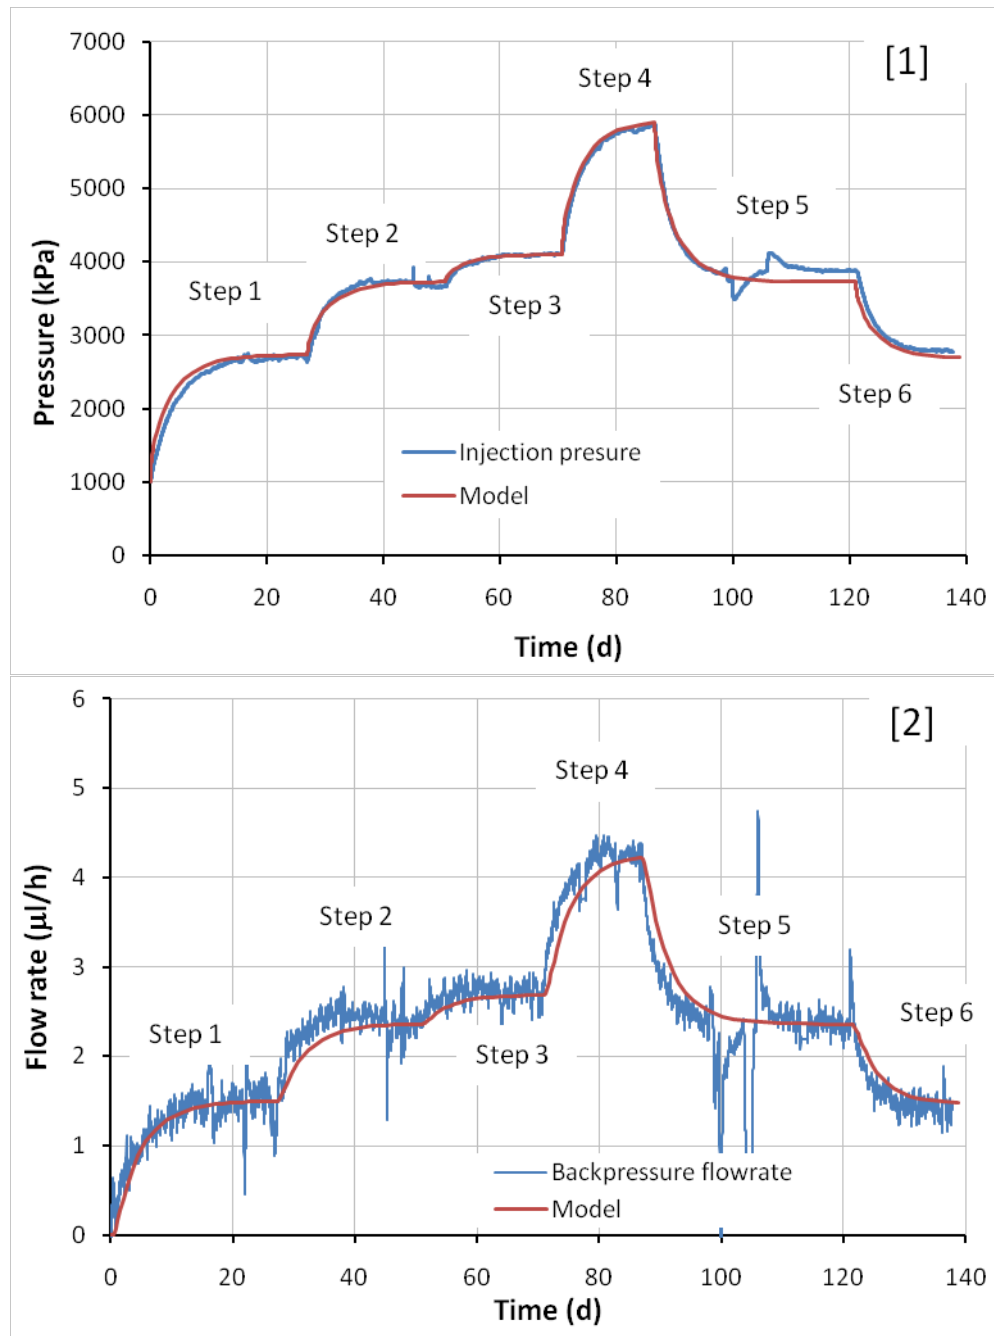 [1]
7000
6000
5000
4000
3000
2000
1000
0
Pressure (kPa)
Step 4
Step 5
Step 2
Step 1
Step 3
Step 6
Injection presure
Model
0 20 40 60 80 100 120 140
Time (d)
[2]
6
5
4
3
2
1
0
Flow rate (µl/h)
Step 4
Step 2
Step 5
Step 1
Step 6
Step 3
Backpressure flowrate
Model
0 20 40 60 80 100 120 140
Time (d)